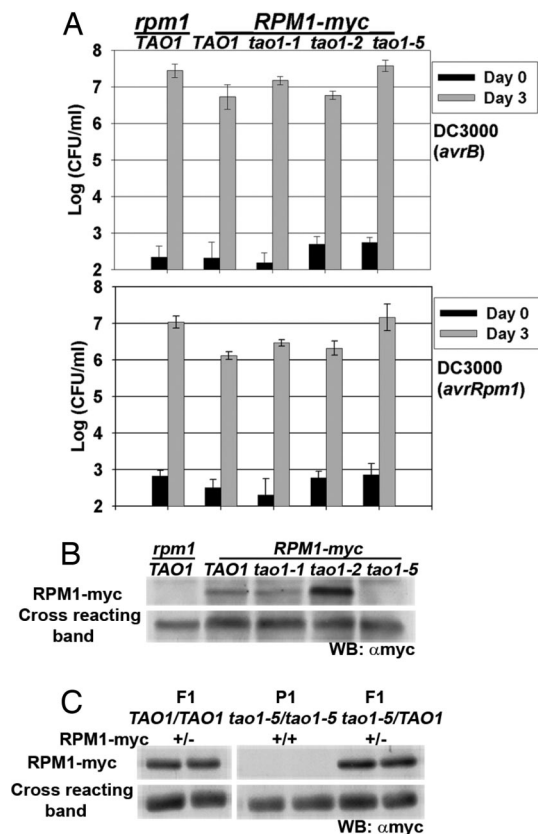 A
rpm1 RPM1-myc
TAO1 TAO1 tao1-1 tao1-2 tao1-5
8
7
6
5
4
3
2
Log (CFU/ml)
Day 0
Day 3
DC3000
(avrB)
8
7
6
5
4
3
2
Log (CFU/ml)
Day 0
Day 3
DC3000
(avrRpm1)
B
rpm1 RPM1-myc
TAO1 TAO1 tao1-1 tao1-2 tao1-5
RPM1-myc
Cross reacting
band
WB: αmyc
C
F1 P1 F1
TAO1/TAO1 tao1-5/tao1-5 tao1-5/TAO1
RPM1-myc +/- +/+ +/-
RPM1-myc
Cross reacting
band
WB: αmyc